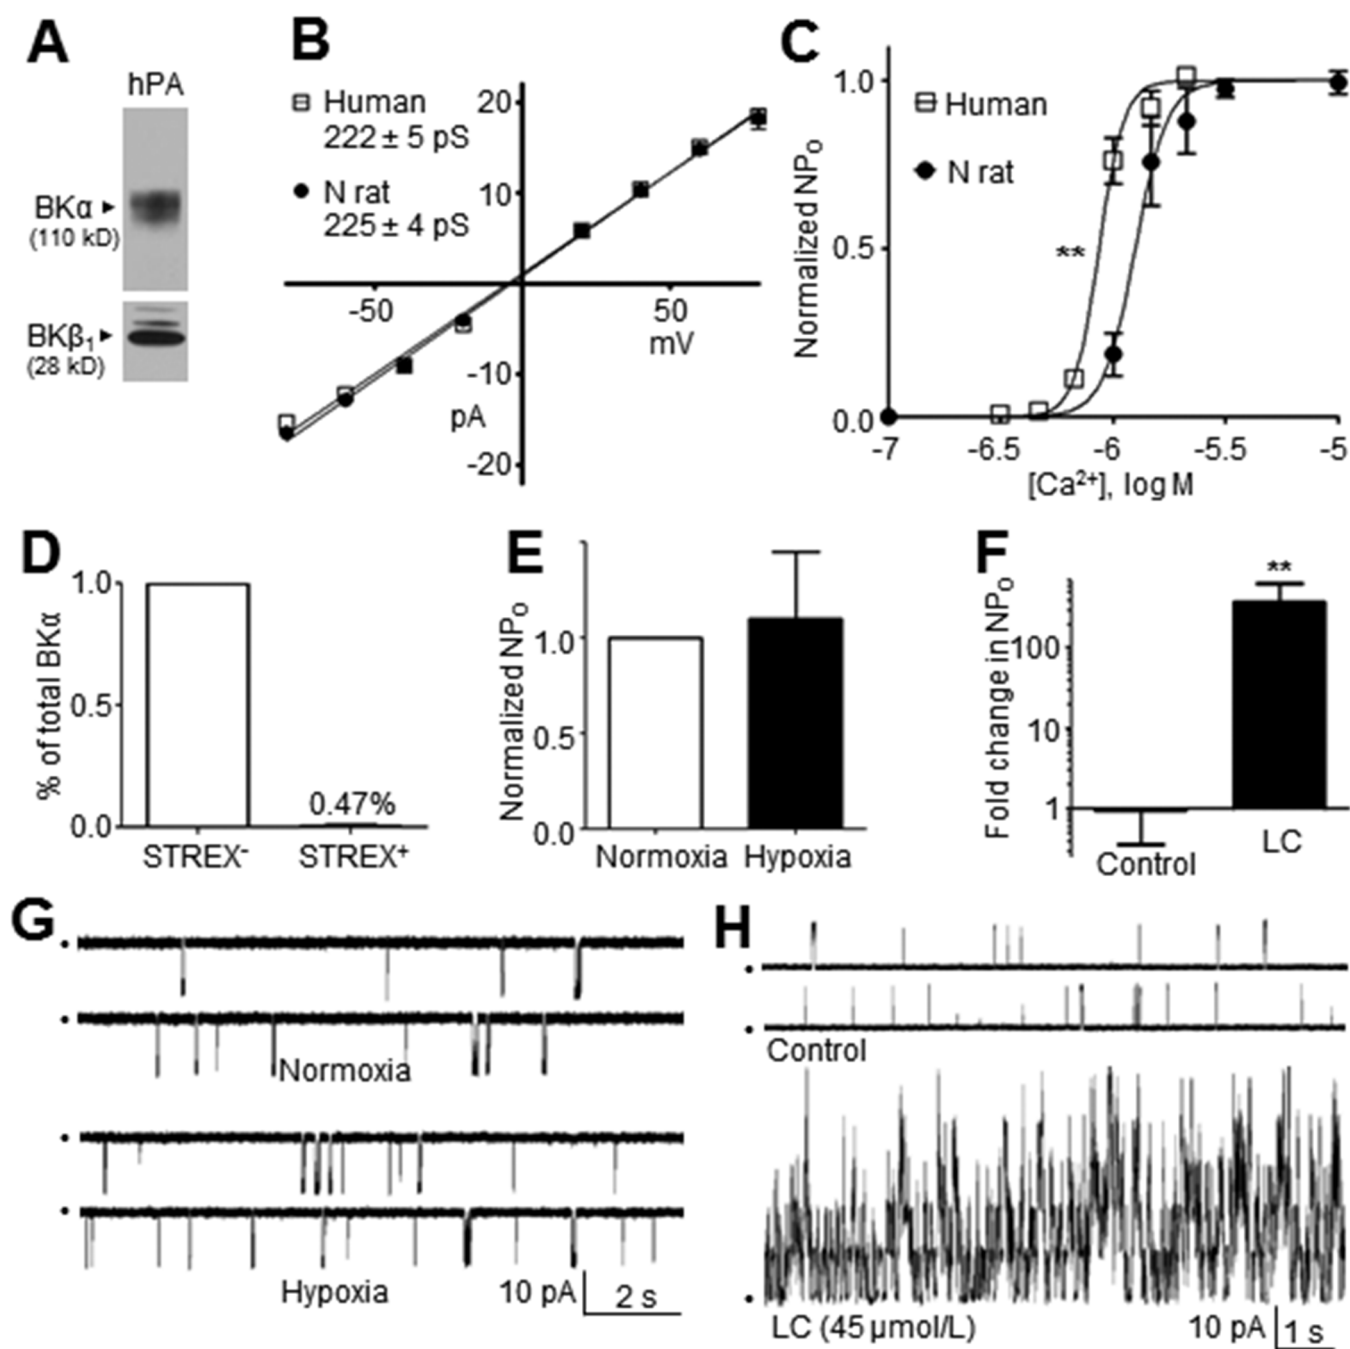 A
hPA
BKα
(110 kD)
BKβ₁
(28 kD)
B
Human
222 ± 5 pS
N rat
225 ± 4 pS
20
10
-50
50
mV
-10
pA
-20
C
1.0
Human
N rat
Normalized NPO
0.5
**
0.0
-7
-6.5
-6
-5.5
-5
[Ca²⁺], log M
D
% of total BKα
1.0
0.5
0.0
0.47%
STREX⁻
STREX⁺
E
Normalized NPO
1.0
0.5
0.0
Normoxia
Hypoxia
F
Fold change in NPO
**
100
10
1
Control
LC
G
Normoxia
Hypoxia
10 pA
2 s
H
Control
LC (45 µmol/L)
10 pA
1 s